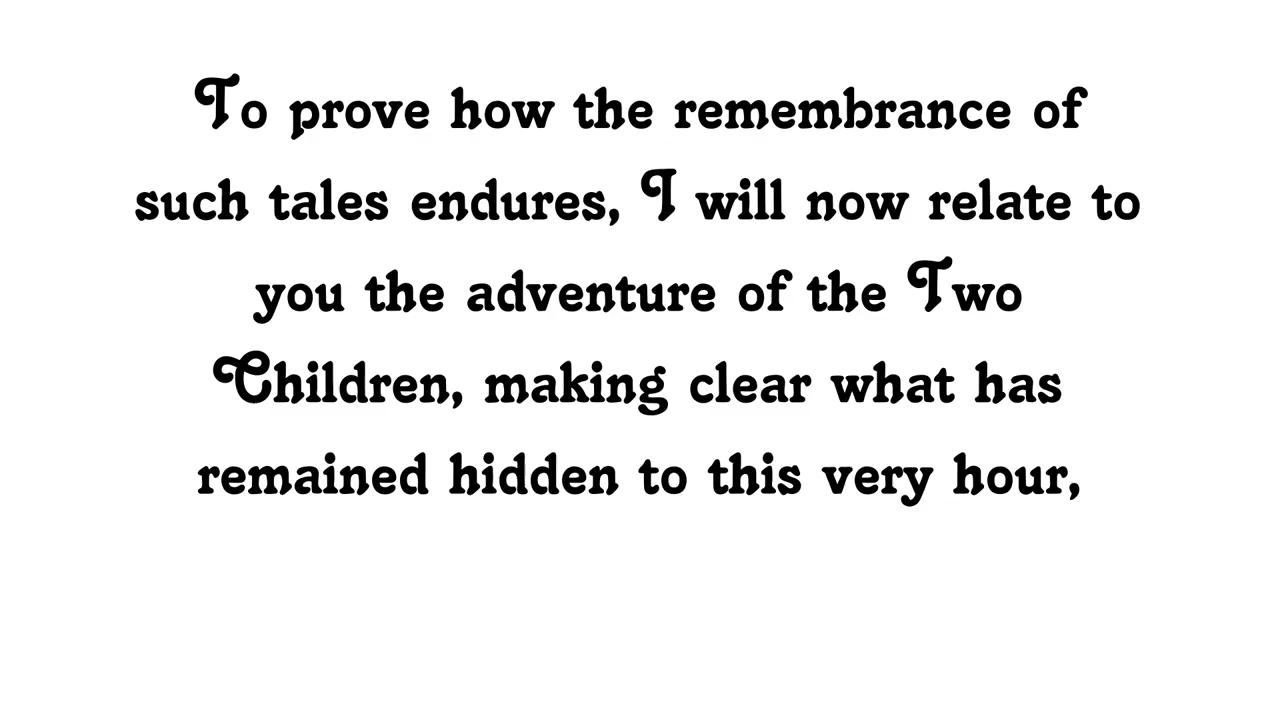 To prove how the remembrance of
such tales endures, I will now relate to
you the adventure of the Two
Children, making clear what has
remained hidden to this very hour,